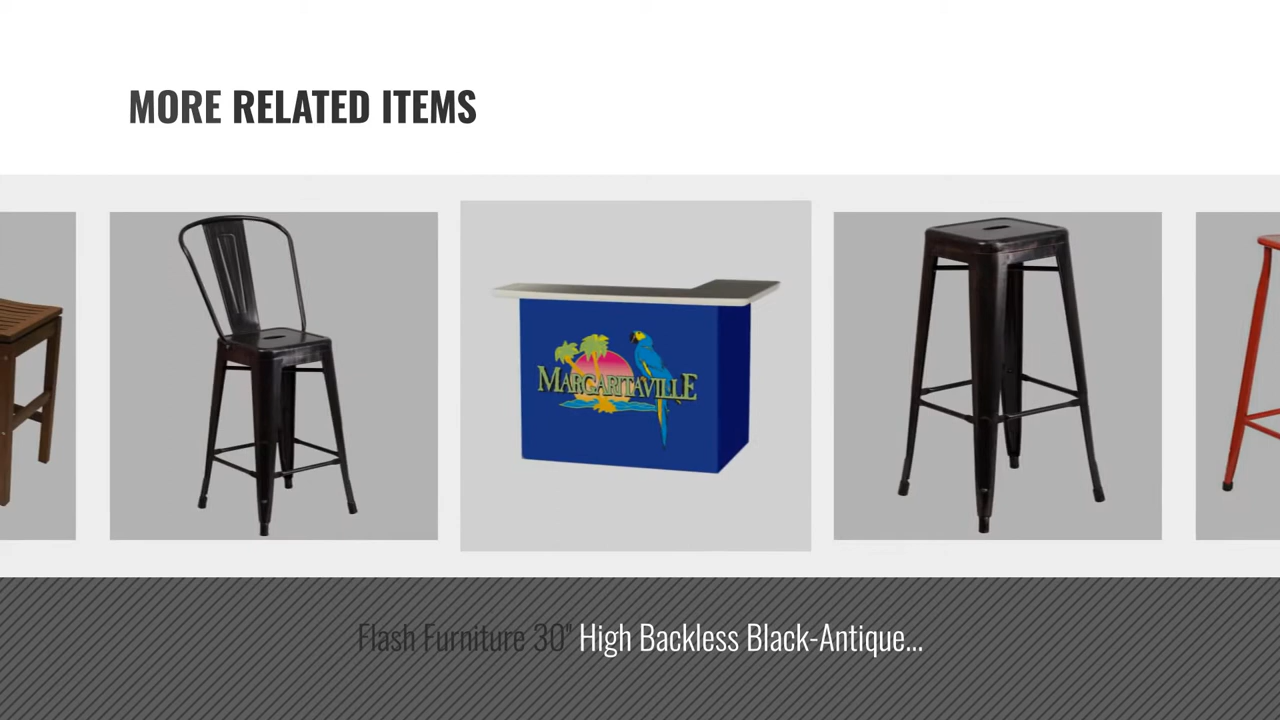 MORE RELATED ITEMS
MARGARITAVILLE
Flash Furniture 30" High Backless Black-Antique...